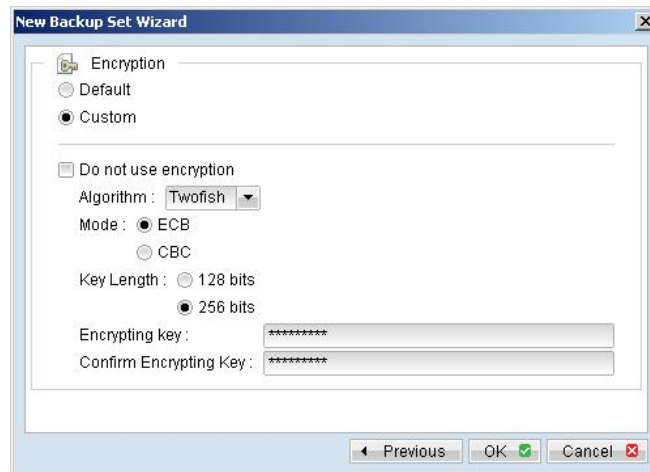 New Backup Set Wizard
Encryption
Default
Custom
Do not use encryption
Algorithm : Twofish
Mode : ECB
CBC
Key Length : 128 bits
256 bits
Encrypting key : *********
Confirm Encrypting Key : *********
Previous OK Cancel